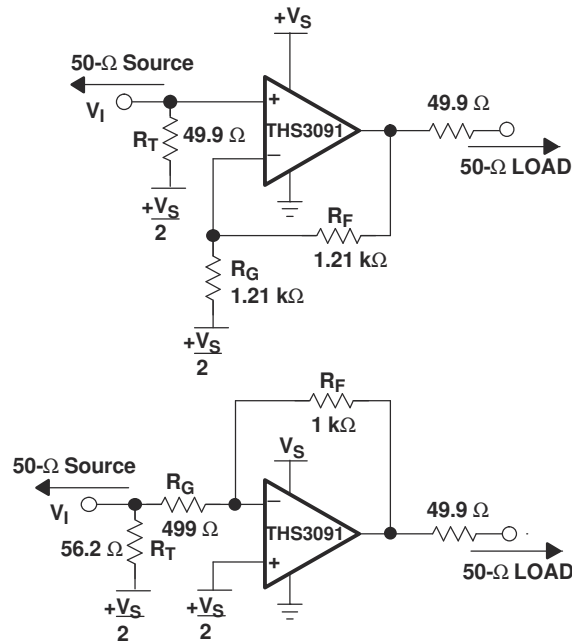 +VS
50-Ω Source
VI
RT
49.9 Ω
+VS
2
+
THS3091
−
49.9 Ω
50-Ω LOAD
RF
1.21 kΩ
RG
1.21 kΩ
+VS
2
RF
1 kΩ
VS
50-Ω Source
VI
RG
499 Ω
56.2 Ω
RT
+VS
2
−
THS3091
+
+VS
2
49.9 Ω
50-Ω LOAD